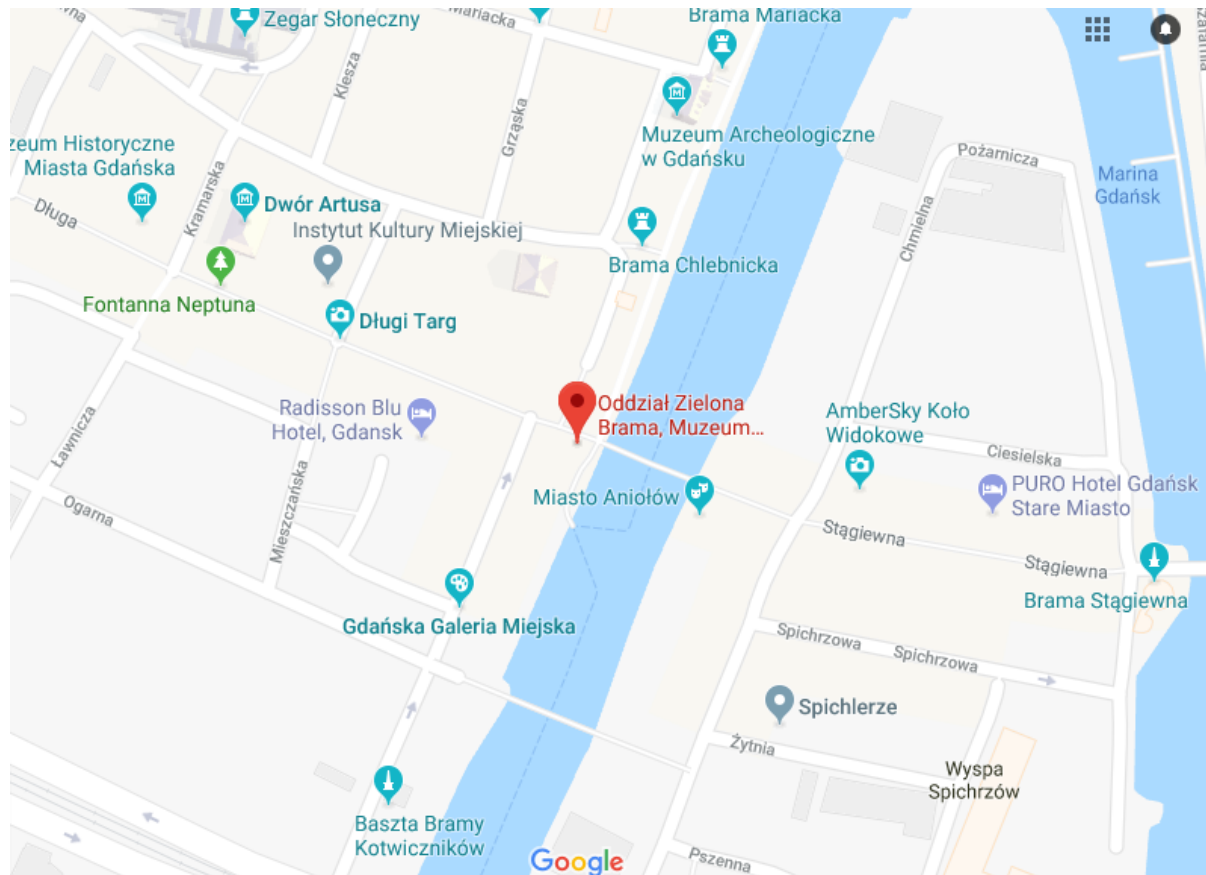 Mariacka
Brama Mariacka
Zegar Słoneczny
Klesza
Grząska
Muzeum Archeologiczne
w Gdańsku
Pożarnicza
Marina
Gdańsk
zeum Historyczne
Miasta Gdańska
Kramarska
Długa
Dwór Artusa
Instytut Kultury Miejskiej
Chmielna
Brama Chlebnicka
Fontanna Neptuna
Długi Targ
Radisson Blu
Hotel, Gdansk
Oddział Zielona
Brama, Muzeum...
AmberSky Koło
Widokowe
Ciesielska
PURO Hotel Gdańsk
Stare Miasto
Ławnicza
Ogarna
Mieszczańska
Miasto Aniołów
Stągiewna
Stągiewna
Brama Stągiewna
Gdańska Galeria Miejska
Spichrzowa
Spichrzowa
Spichlerze
Żytnia
Wyspa
Spichrzów
Baszta Bramy
Kotwiczników
Pszenna
Google